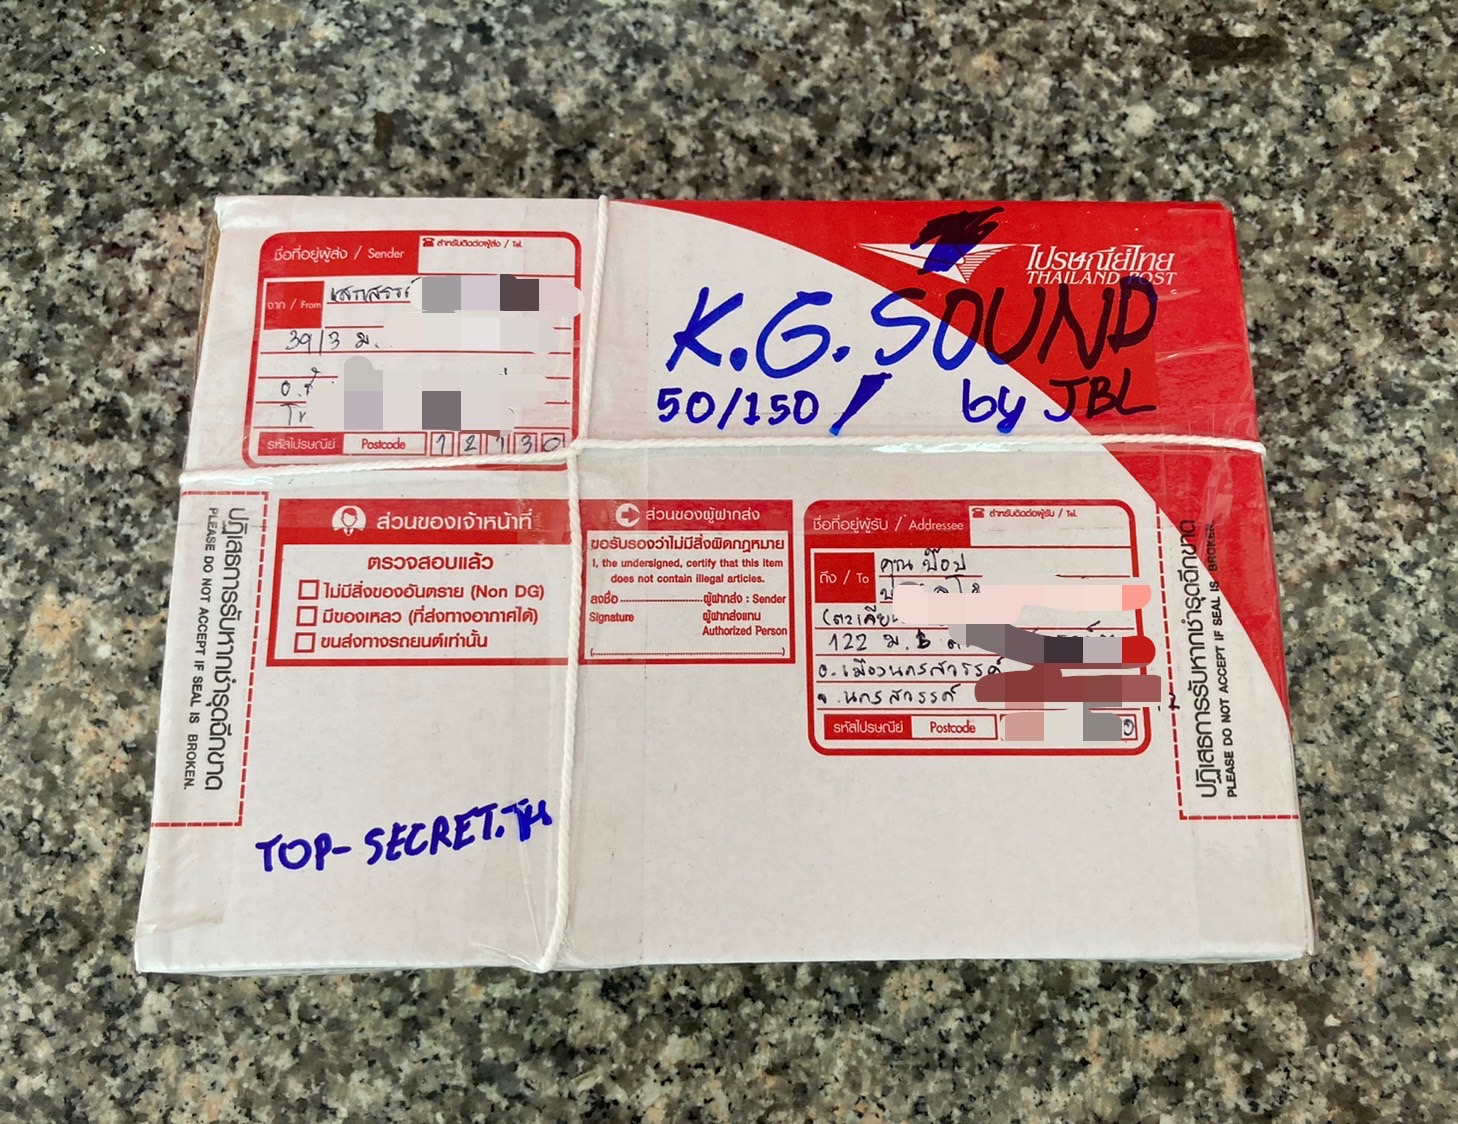 ไปรษณีย์ไทย
THAILAND POST
K.G.SOUND
50/150/ by JBL
ชื่อที่อยู่ผู้ส่ง / Sender
สำหรับติดต่อผู้ส่ง / Tel.
จาก / From เสกสรรค์
39/3 ม.
อ.
รหัสไปรษณีย์ Postcode 12130
ปฏิเสธการรับหากชำรุดฉีกขาด
PLEASE DO NOT ACCEPT IF SEAL IS BROKEN.
ส่วนของเจ้าหน้าที่
ตรวจสอบแล้ว
ไม่มีสิ่งของอันตราย (Non DG)
มีของเหลว (ที่ส่งทางอากาศได้)
ขนส่งทางรถยนต์เท่านั้น
ส่วนของผู้ฝากส่ง
ขอรับรองว่าไม่มีสิ่งผิดกฎหมาย
I, the undersigned, certify that this item
does not contain illegal articles.
ลงชื่อ ผู้ฝากส่ง : Sender
Signature ผู้ฝากส่งแทน
Authorized Person
(                    )
ชื่อที่อยู่ผู้รับ / Addressee
สำหรับติดต่อผู้รับ / Tel.
ถึง / To คุณ ป๊อป
122 ม.6
อ.เมืองนครสวรรค์
จ.นครสวรรค์
รหัสไปรษณีย์ Postcode 0
ปฏิเสธการรับหากชำรุดฉีกขาด
PLEASE DO NOT ACCEPT IF SEAL IS BROKEN.
TOP-SECRET.TH